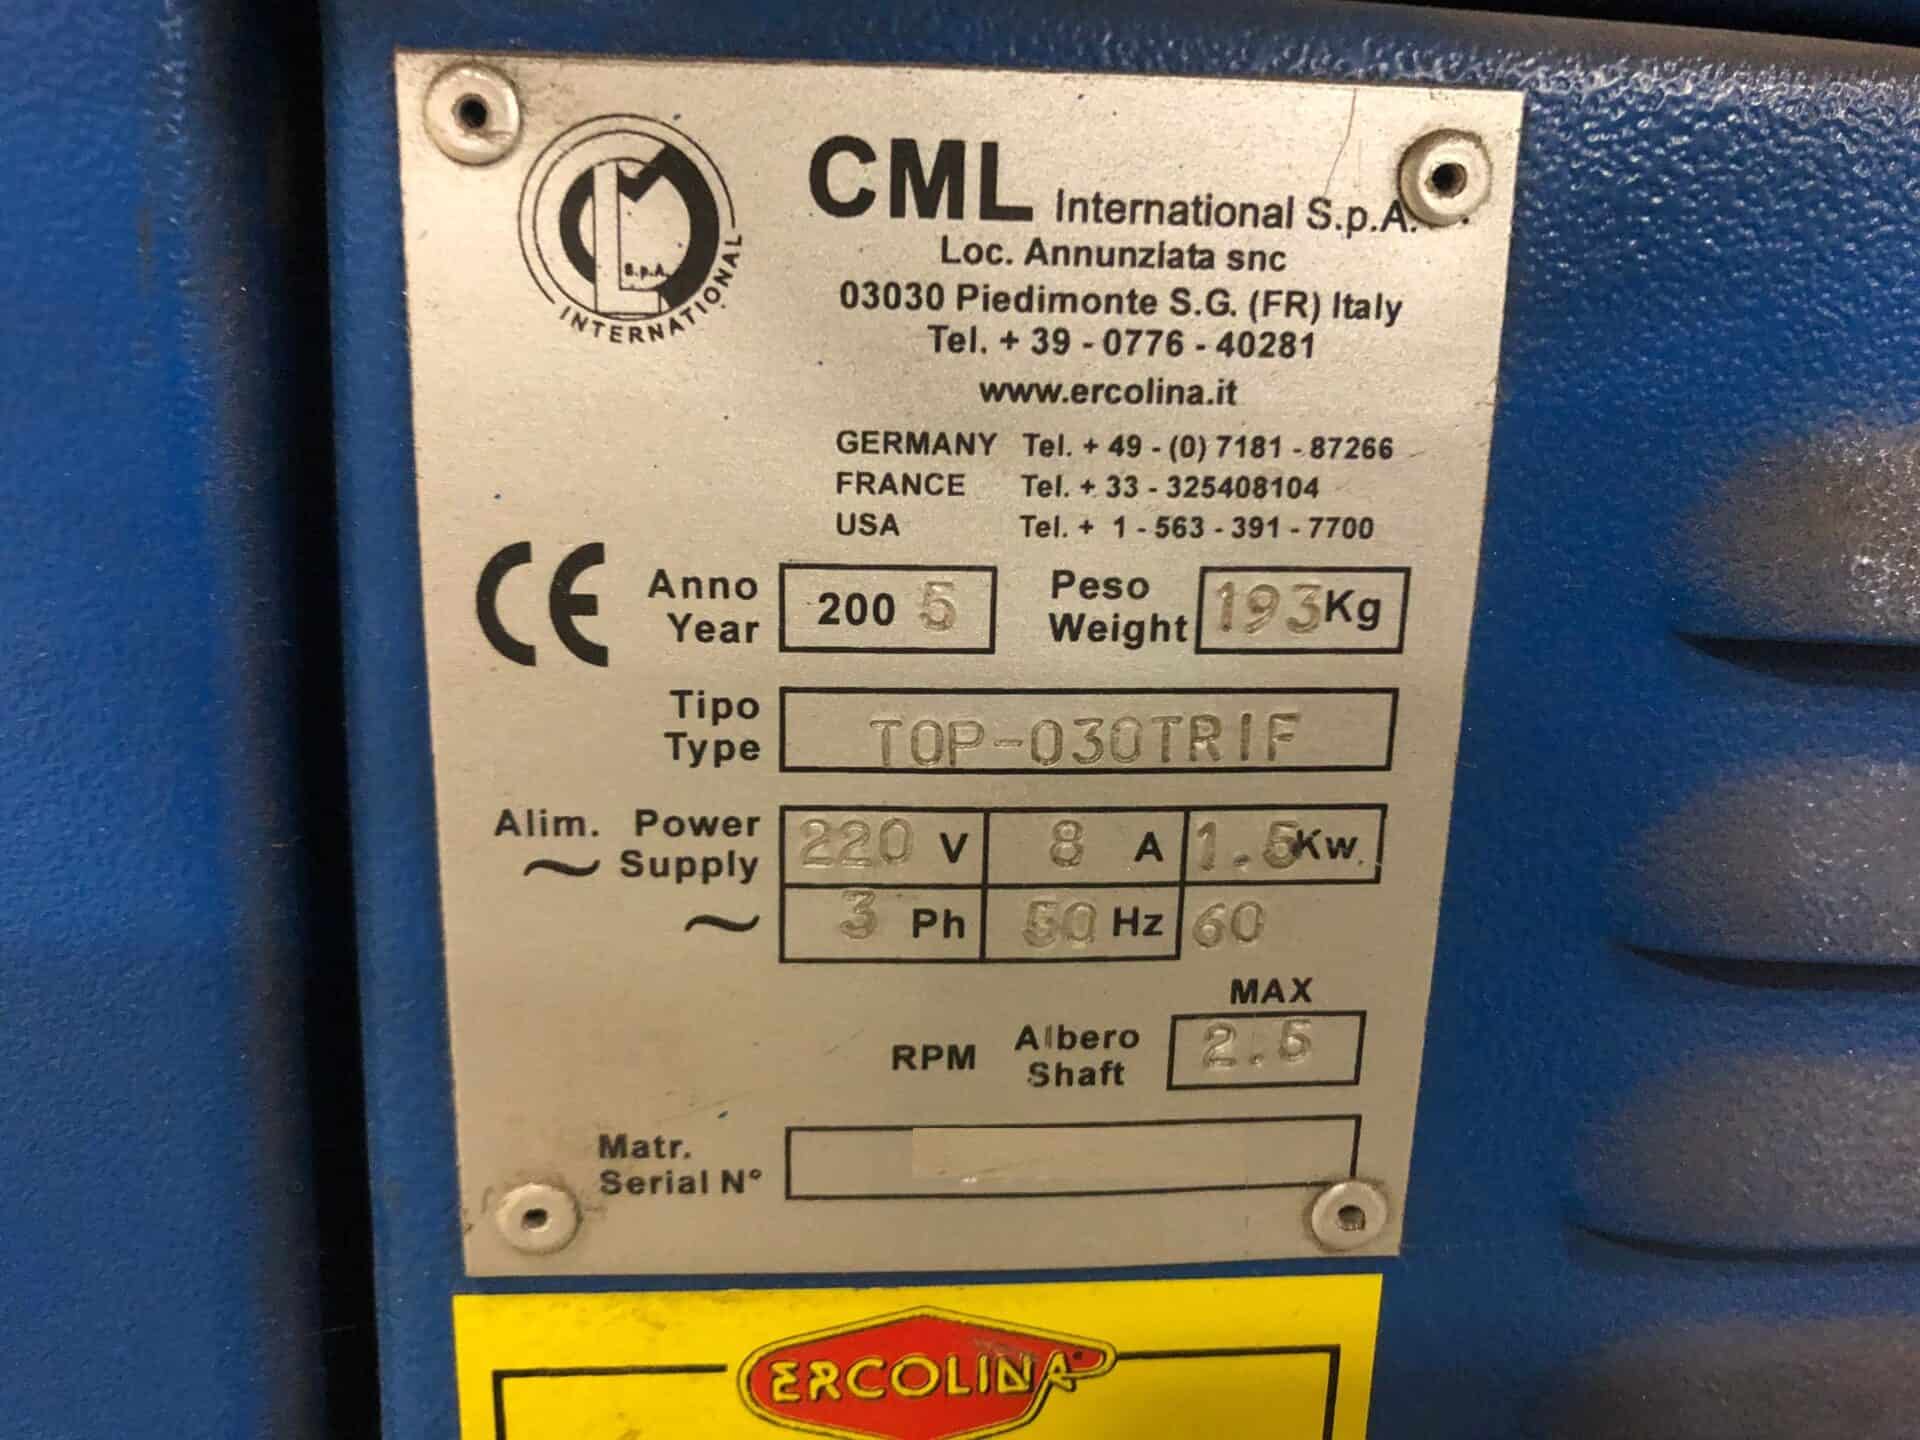 CML International S.p.A.
S.p.A.
INTERNATIONAL
Loc. Annunziata snc
03030 Piedimonte S.G. (FR) Italy
Tel. + 39 - 0776 - 40281
www.ercolina.it
GERMANY Tel. + 49 - (0) 7181 - 87266
FRANCE Tel. + 33 - 325408104
USA Tel. + 1 - 563 - 391 - 7700
CE
Anno
Year
200 5
Peso
Weight
193 Kg
Tipo
Type
TOP-030TRIF
Alim. Power
~ Supply
220 V 8 A 1.5 Kw.
~ 3 Ph 50 Hz 60
MAX
RPM
Albero
Shaft
2.5
Matr.
Serial N°
ERCOLINA